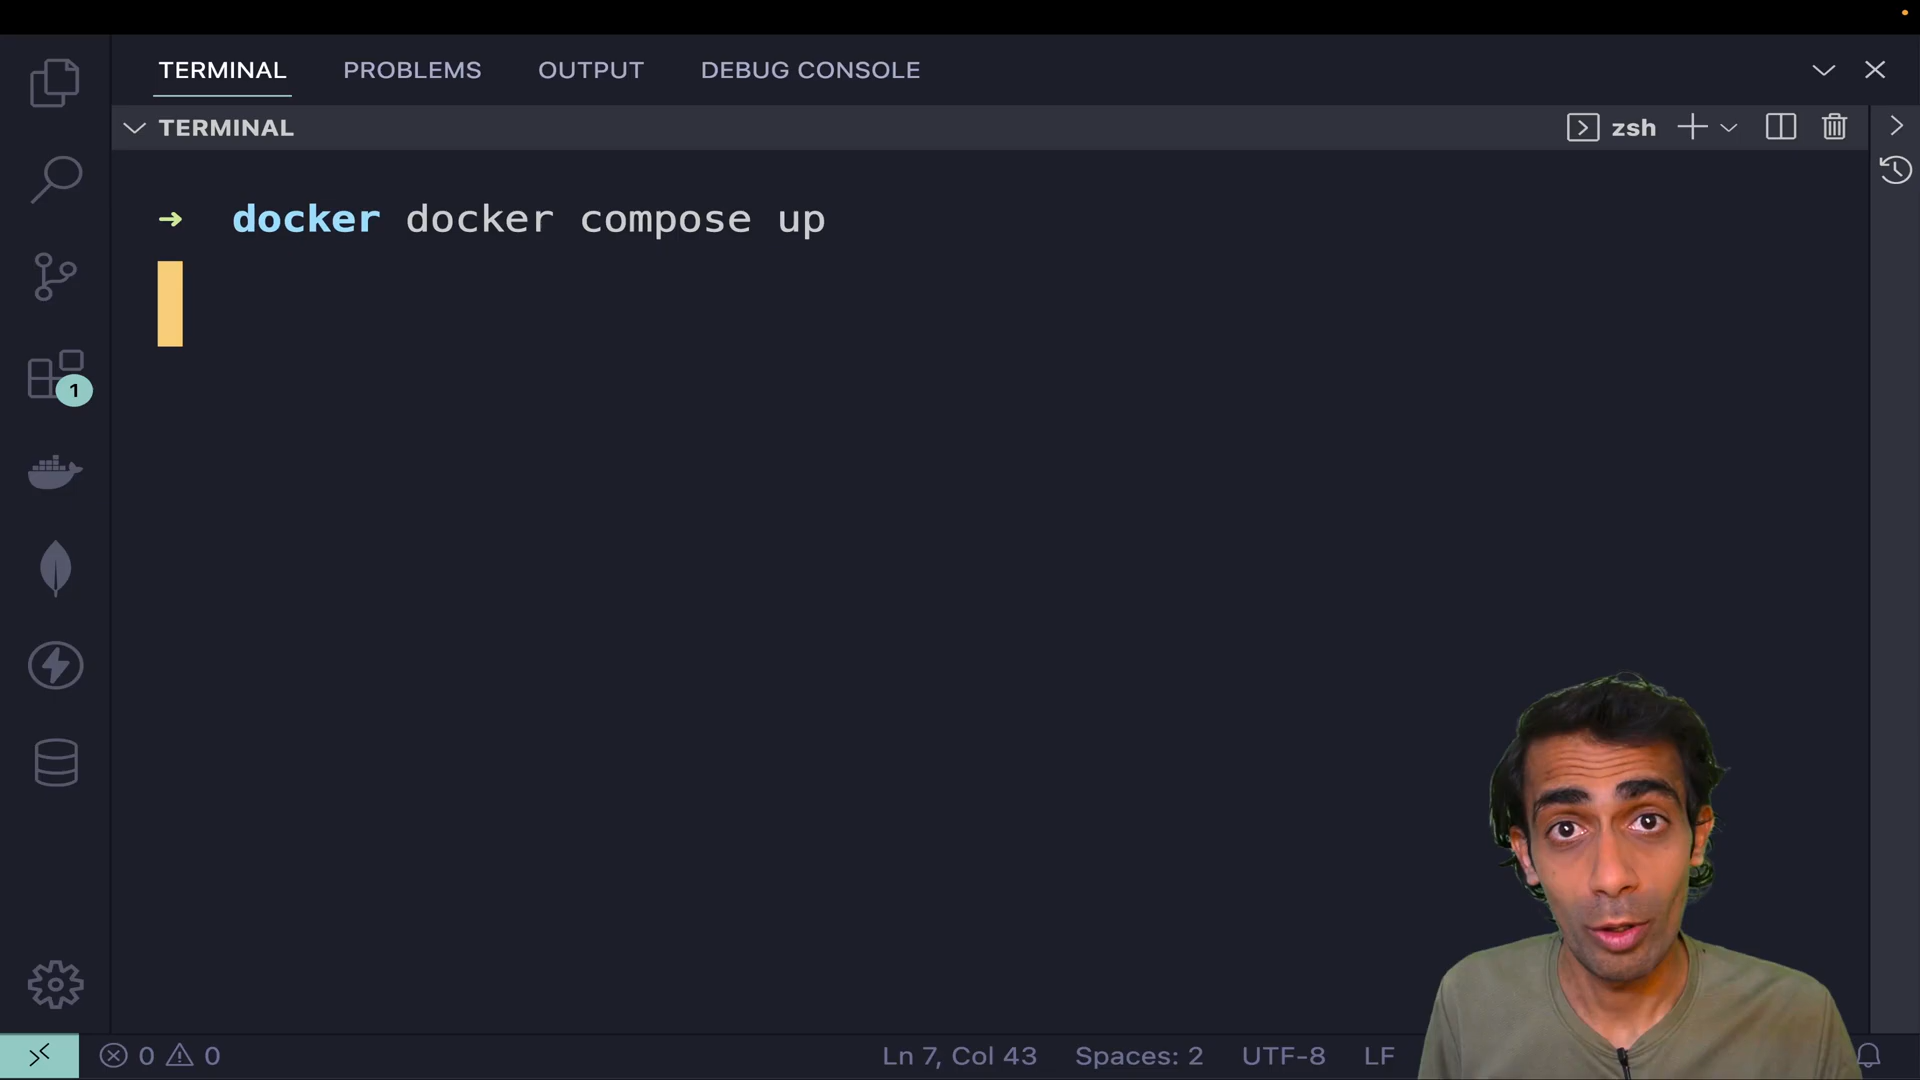 TERMINAL PROBLEMS OUTPUT DEBUG CONSOLE
TERMINAL zsh
→ docker docker compose up
1
0 0 Ln 7, Col 43 Spaces: 2 UTF-8 LF